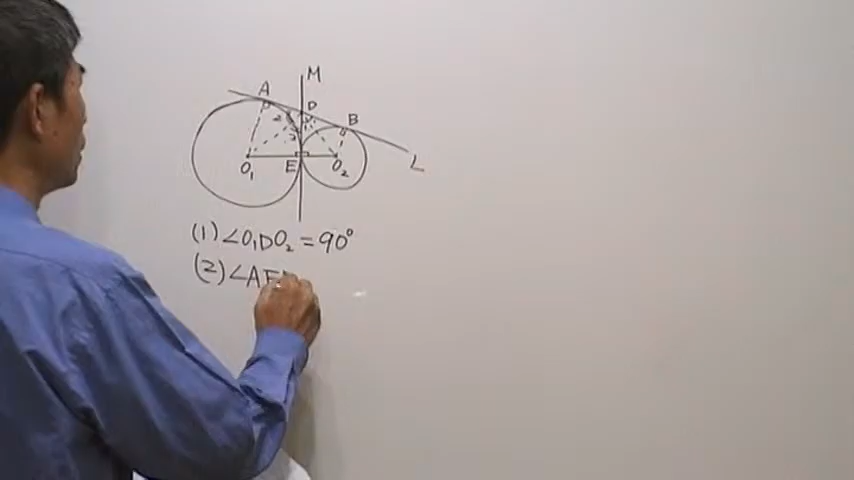 M
A
D
B
O₁
E
O₂
L
(1) ∠O₁DO₂ = 90°
(2) ∠AE